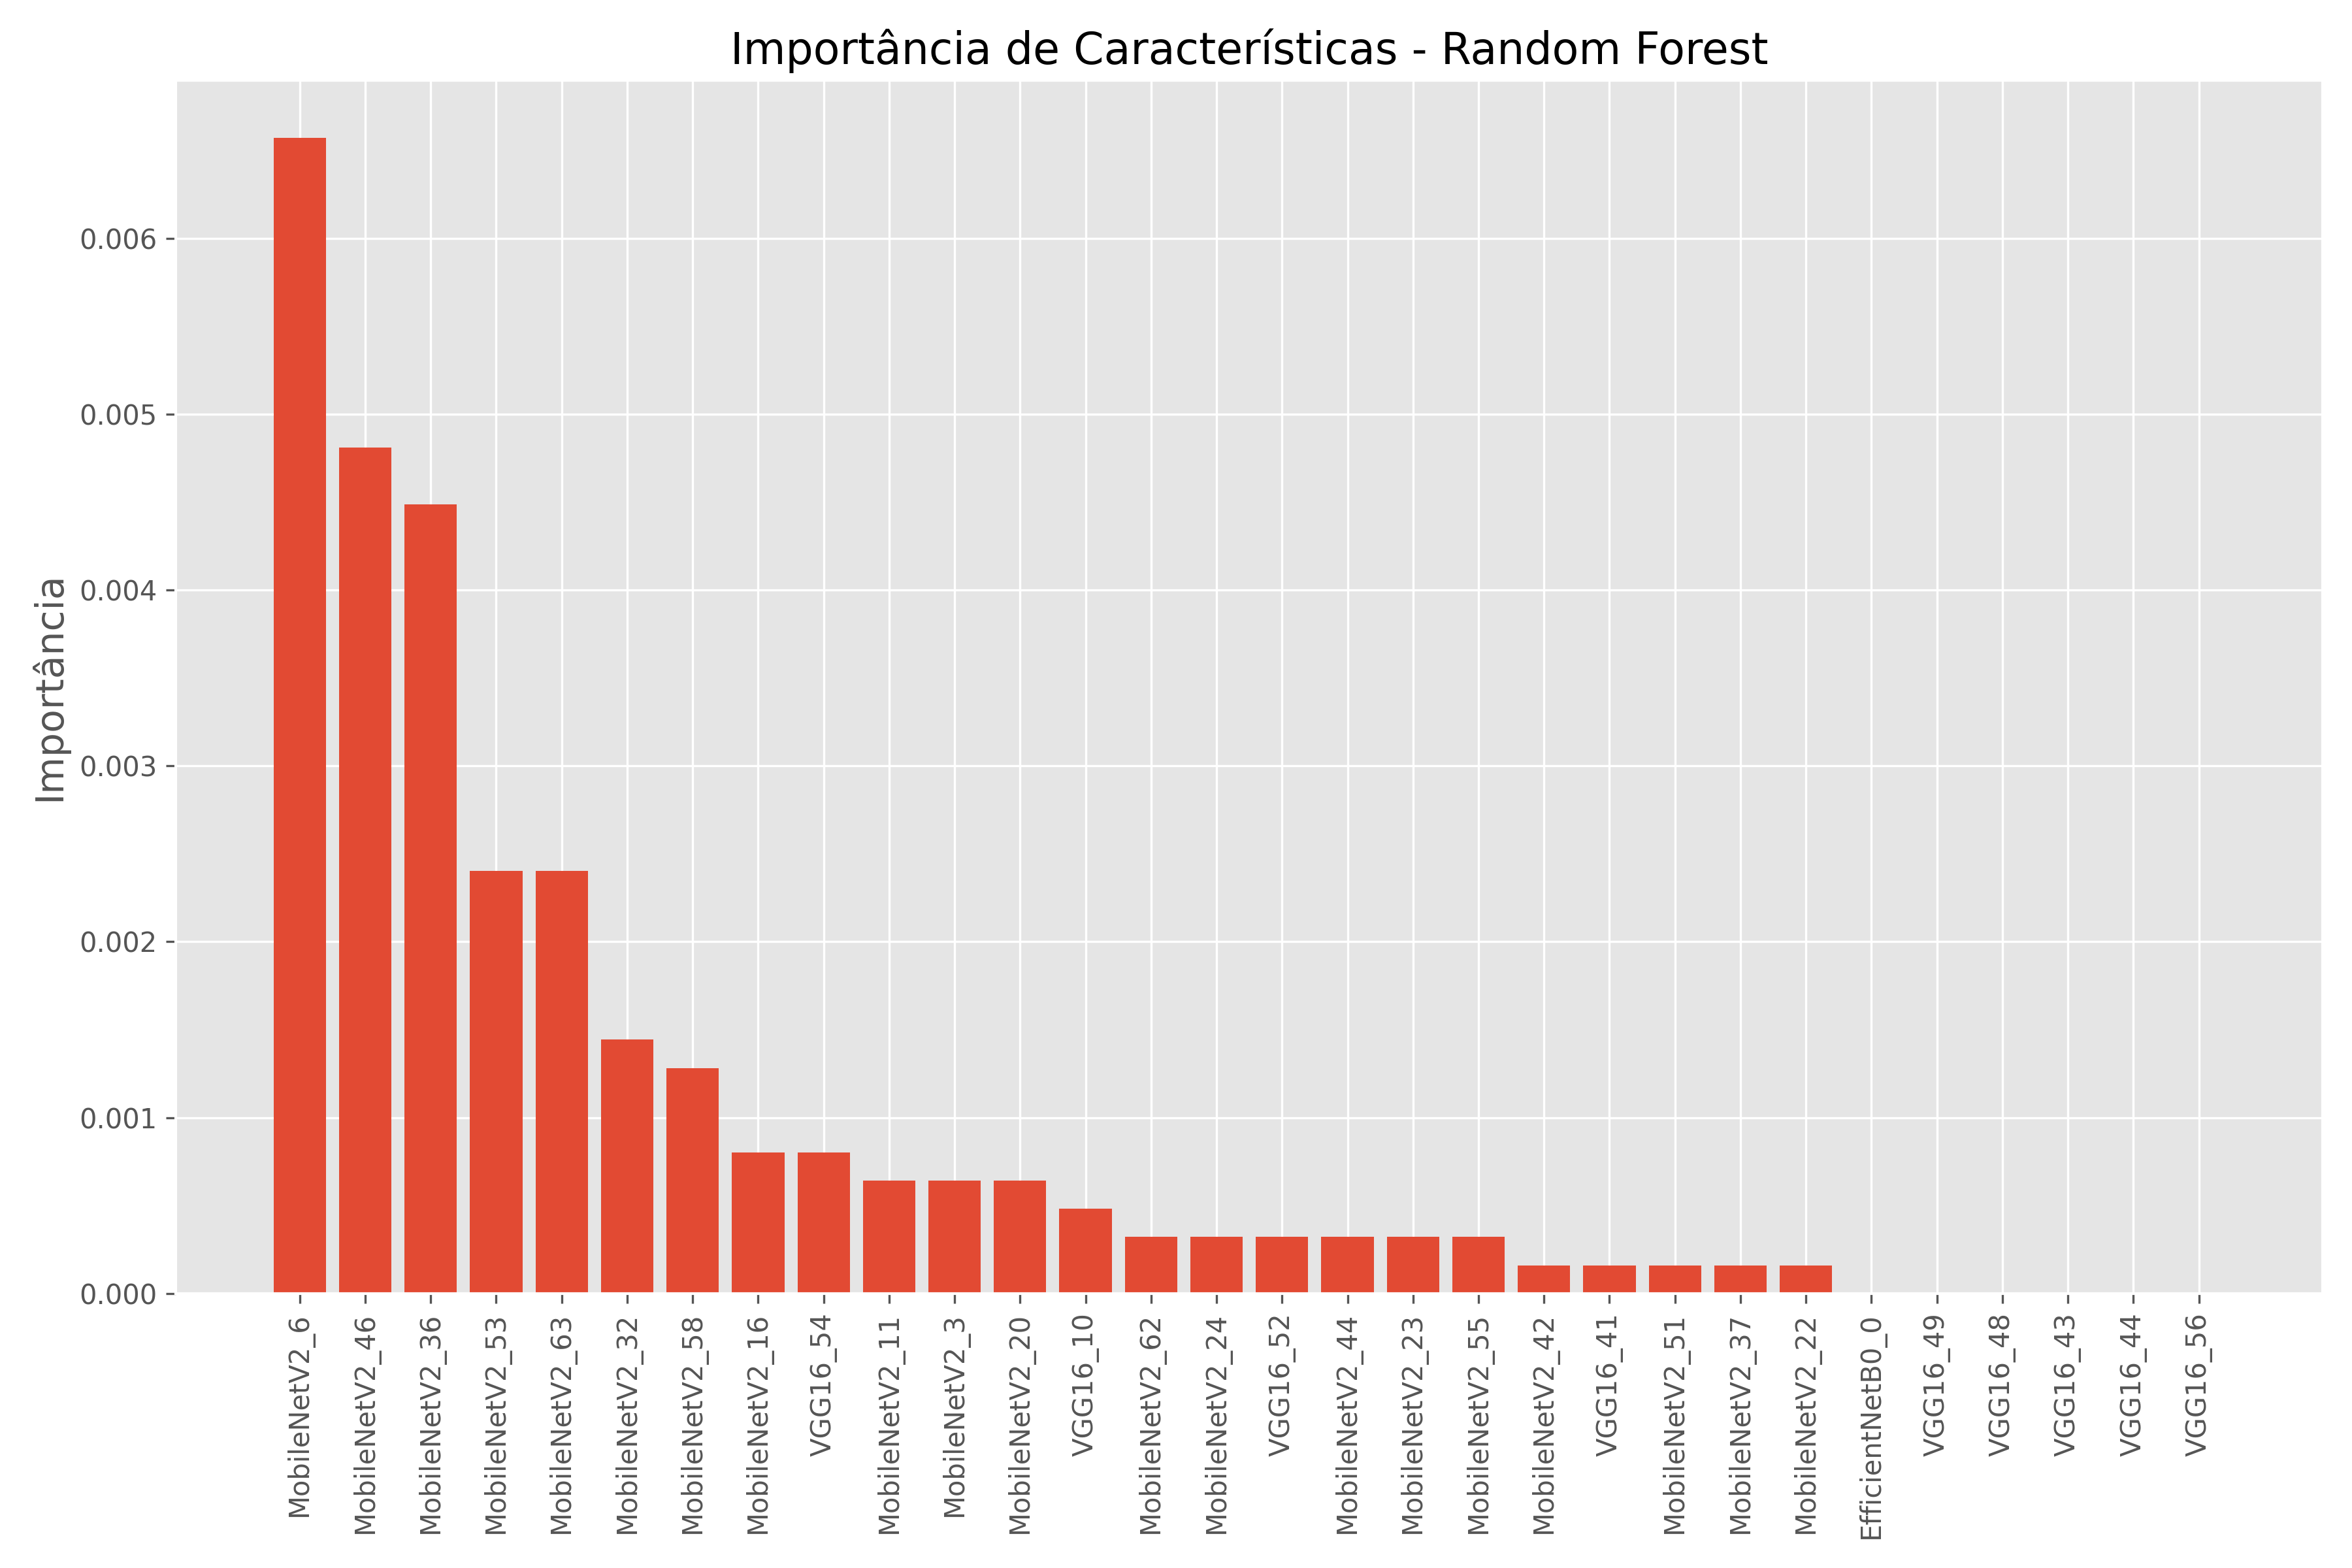 Importância de Características - Random Forest
Importância
0.006
0.005
0.004
0.003
0.002
0.001
0.000
MobileNetV2_6
MobileNetV2_46
MobileNetV2_36
MobileNetV2_53
MobileNetV2_63
MobileNetV2_32
MobileNetV2_58
MobileNetV2_16
VGG16_54
MobileNetV2_11
MobileNetV2_3
MobileNetV2_20
VGG16_10
MobileNetV2_62
MobileNetV2_24
VGG16_52
MobileNetV2_44
MobileNetV2_23
MobileNetV2_55
MobileNetV2_42
VGG16_41
MobileNetV2_51
MobileNetV2_37
MobileNetV2_22
EfficientNetB0_0
VGG16_49
VGG16_48
VGG16_43
VGG16_44
VGG16_56